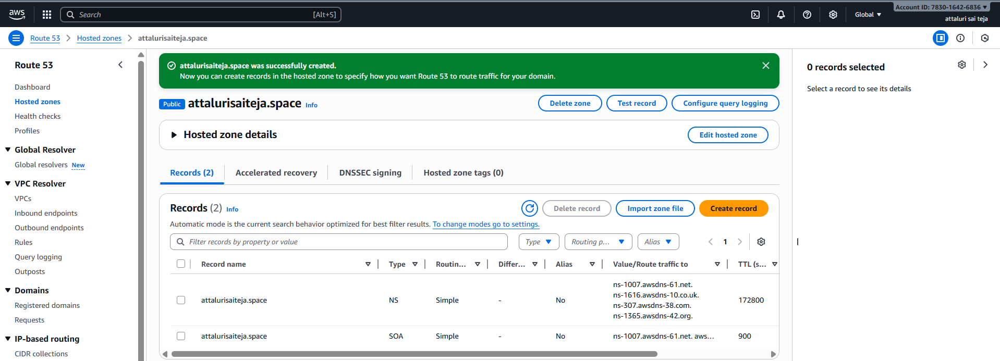 aws
Search
[Alt+S]
Global
Account ID: 7830-1642-6836
attaluri sai teja
Route 53
Hosted zones
attalurisaiteja.space
Route 53
Dashboard
Hosted zones
Health checks
Profiles
Global Resolver
Global resolvers New
VPC Resolver
VPCs
Inbound endpoints
Outbound endpoints
Rules
Query logging
Outposts
Domains
Registered domains
Requests
IP-based routing
CIDR collections
attalurisaiteja.space was successfully created.
Now you can create records in the hosted zone to specify how you want Route 53 to route traffic for your domain.
Public attalurisaiteja.space Info
Delete zone
Test record
Configure query logging
Hosted zone details
Edit hosted zone
Records (2)
Accelerated recovery
DNSSEC signing
Hosted zone tags (0)
Records (2) Info
Delete record
Import zone file
Create record
Automatic mode is the current search behavior optimized for best filter results. To change modes go to settings.
Filter records by property or value
Type
Routing p...
Alias
1
Record name Type Routin... Differ... Alias Value/Route traffic to TTL (s...
attalurisaiteja.space NS Simple - No
ns-1007.awsdns-61.net.
ns-1616.awsdns-10.co.uk.
ns-307.awsdns-38.com.
ns-1365.awsdns-42.org.
172800
attalurisaiteja.space SOA Simple - No ns-1007.awsdns-61.net. aws... 900
0 records selected
Select a record to see its details